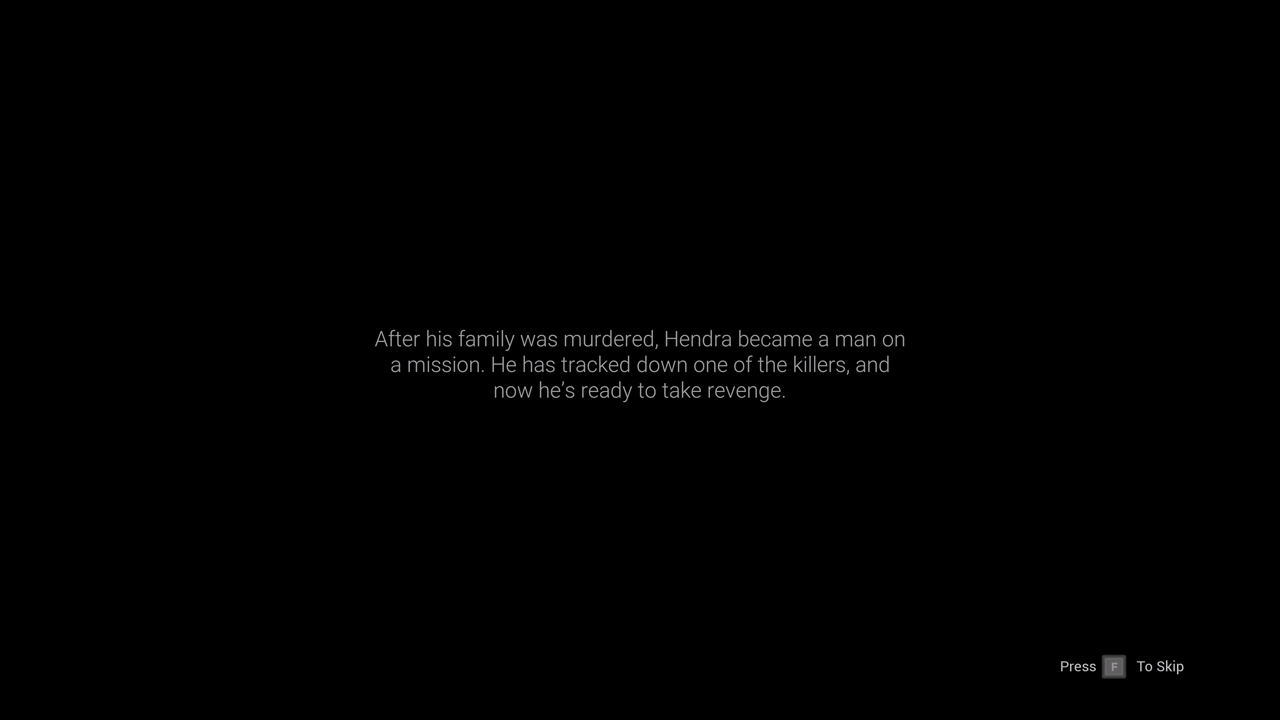 After his family was murdered, Hendra became a man on
a mission. He has tracked down one of the killers, and
now he’s ready to take revenge.
Press F To Skip